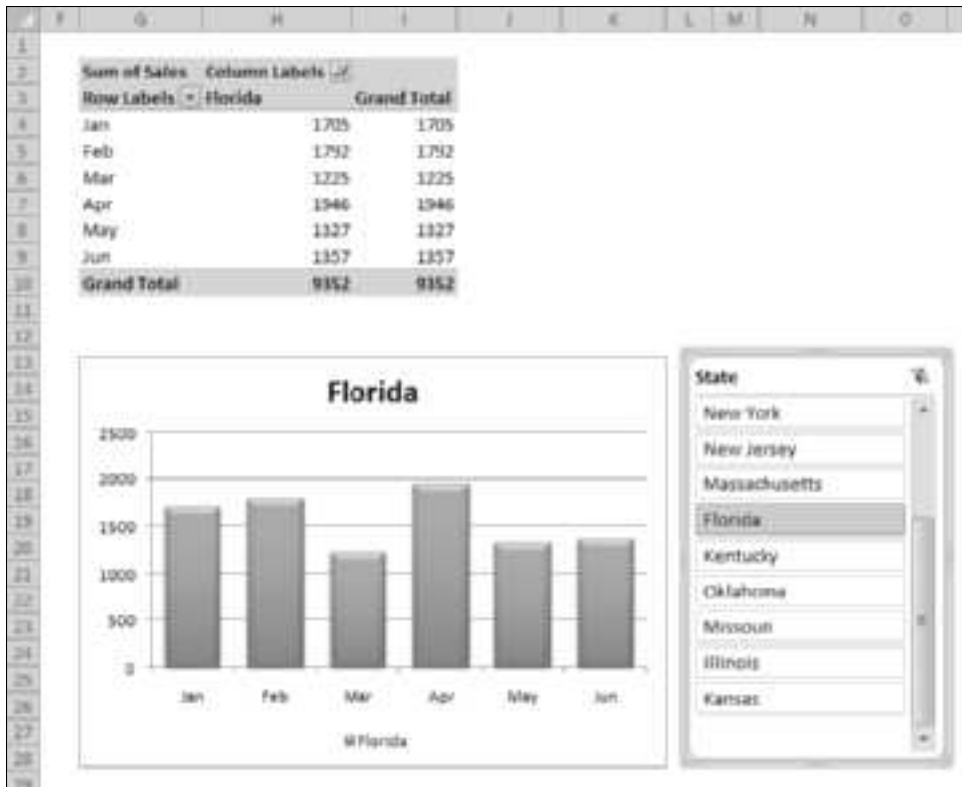 F G H I J K L M N O
1
2 Sum of Sales Column Labels
3 Row Labels Florida Grand Total
4 Jan 1705 1705
5 Feb 1792 1792
6 Mar 1225 1225
7 Apr 1946 1946
8 May 1327 1327
9 Jun 1357 1357
10 Grand Total 9352 9352
11
12
13
14
15
16
17
18
19
20
21
22
23
24
25
26
27
28
29
Florida
2500
2000
1500
1000
500
0
Jan Feb Mar Apr May Jun
Florida
State
New York
New Jersey
Massachusetts
Florida
Kentucky
Oklahoma
Missouri
Illinois
Kansas